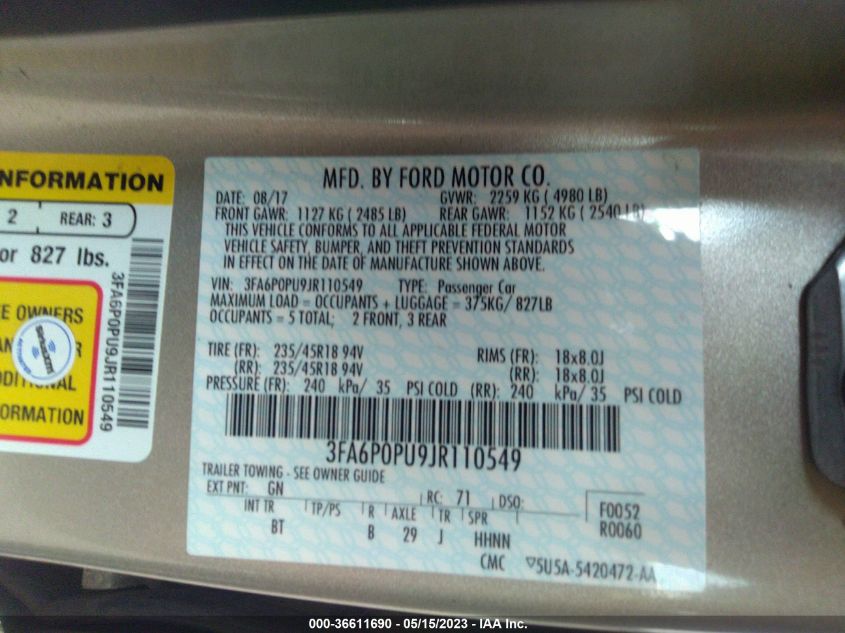 NFORMATION
2 REAR: 3
or 827 lbs.
E OWNERS
DITIONAL
FORMATION
SIRIUSXM
3FA6P0PU9JR110549
MFD. BY FORD MOTOR CO.
DATE: 08/17 GVWR: 2259 KG ( 4980 LB)
FRONT GAWR: 1127 KG ( 2485 LB) REAR GAWR: 1152 KG ( 2540 LB)
THIS VEHICLE CONFORMS TO ALL APPLICABLE FEDERAL MOTOR
VEHICLE SAFETY, BUMPER, AND THEFT PREVENTION STANDARDS
IN EFFECT ON THE DATE OF MANUFACTURE SHOWN ABOVE.
VIN: 3FA6P0PU9JR110549 TYPE: Passenger Car
MAXIMUM LOAD = OCCUPANTS + LUGGAGE = 375KG/ 827LB
OCCUPANTS = 5 TOTAL; 2 FRONT, 3 REAR
TIRE (FR): 235/45R18 94V RIMS (FR): 18x8.0J
(RR): 235/45R18 94V (RR): 18x8.0J
PRESSURE (FR): 240 kPa/ 35 PSI COLD (RR): 240 kPa/35 PSI COLD
3FA6P0PU9JR110549
TRAILER TOWING - SEE OWNER GUIDE
EXT PNT: GN RC: 71 DSO: F0052
INT TR TP/PS R AXLE TR SPR R0060
BT B 29 J HHNN
CMC ▽5U5A-5420472-AA
000-36611690 - 05/15/2023 - IAA Inc.